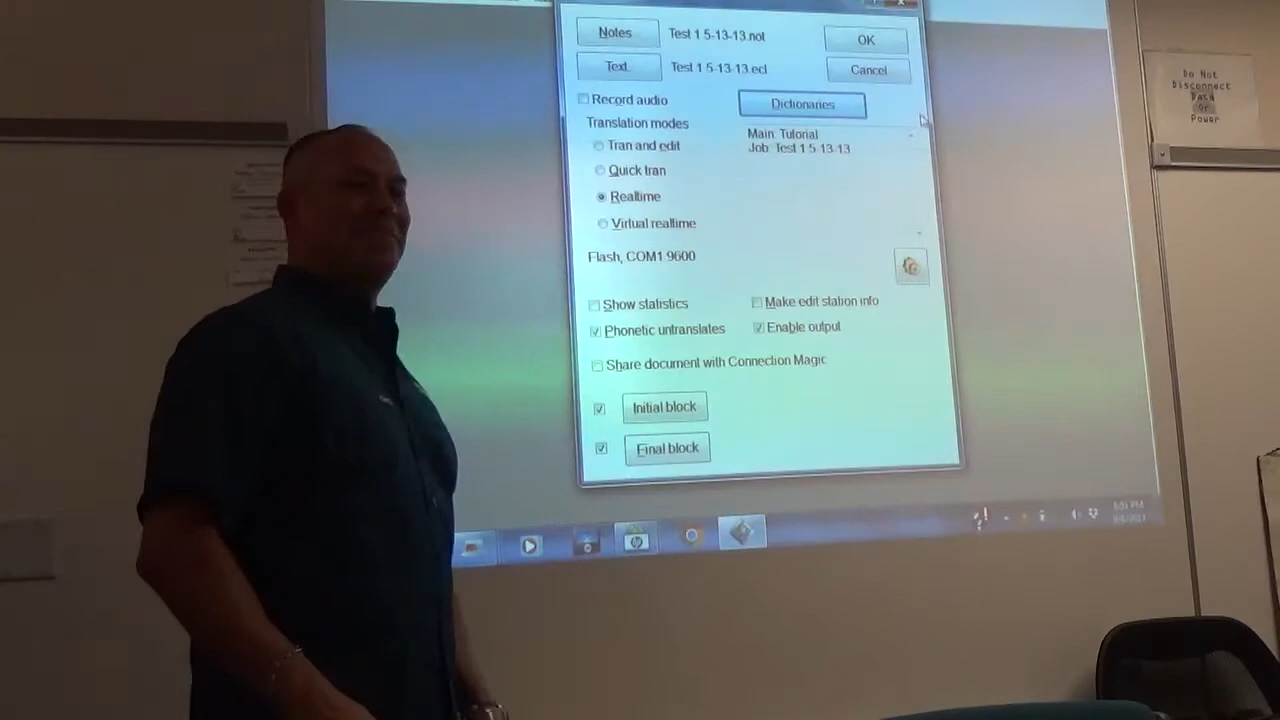 Notes Test 1 5-13-13.not OK
Text Test 1 5-13-13.ecl Cancel
Record audio Dictionaries
Translation modes
Main: Tutorial
Tran and edit
Job: Test 1 5-13-13
Quick tran
Realtime
Virtual realtime
Flash, COM1 9600
Show statistics Make edit station info
Phonetic untranslates Enable output
Share document with Connection Magic
Initial block
Final block
Do Not
Disconnect
Data
Or
Power
hp